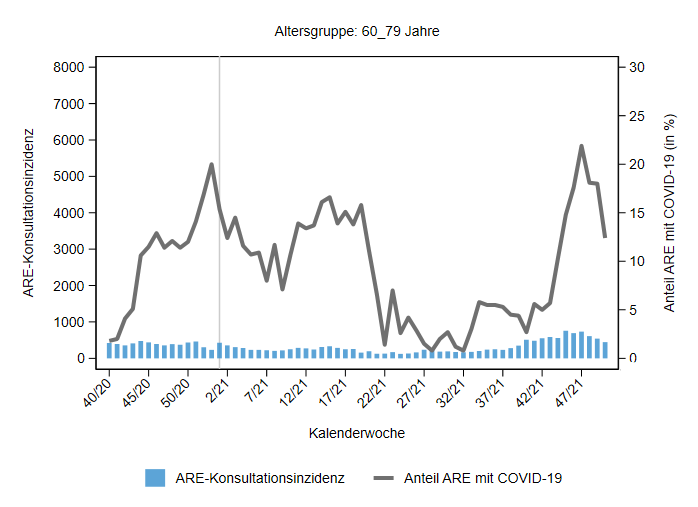 Altersgruppe: 60_79 Jahre
8000
7000
6000
5000
4000
3000
2000
1000
0
ARE-Konsultationsinzidenz
30
25
20
15
10
5
0
Anteil ARE mit COVID-19 (in %)
40/20 45/20 50/20 2/21 7/21 12/21 17/21 22/21 27/21 32/21 37/21 42/21 47/21
Kalenderwoche
ARE-Konsultationsinzidenz Anteil ARE mit COVID-19